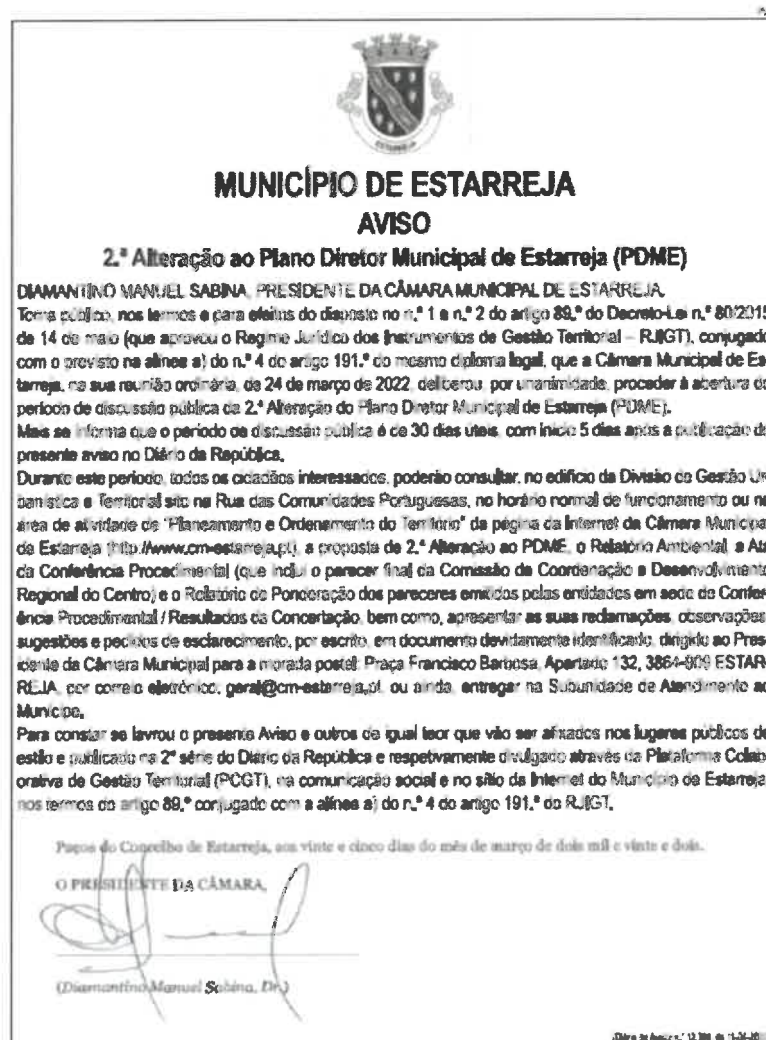 ESTARREJA
MUNICÍPIO DE ESTARREJA
AVISO
2.ª Alteração ao Plano Diretor Municipal de Estarreja (PDME)
DIAMANTINO MANUEL SABINA, PRESIDENTE DA CÂMARA MUNICIPAL DE ESTARREJA.
Torna público, nos termos e para efeitos do disposto no n.º 1 e n.º 2 do artigo 89.º do Decreto-Lei n.º 80/2015
de 14 de maio (que aprovou o Regime Jurídico dos Instrumentos de Gestão Territorial – RJIGT), conjugado
com o previsto na alínea a) do n.º 4 do artigo 191.º do mesmo diploma legal, que a Câmara Municipal de Es
tarreja, na sua reunião ordinária, de 24 de março de 2022, deliberou, por unanimidade, proceder à abertura do
período de discussão pública da 2.ª Alteração do Plano Diretor Municipal de Estarreja (PDME).
Mais se informa que o período de discussão pública é de 30 dias úteis, com início 5 dias após a publicação do
presente aviso no Diário da República.
Durante este período, todos os cidadãos interessados, poderão consultar, no edifício da Divisão de Gestão Ur
banística e Territorial sito na Rua das Comunidades Portuguesas, no horário normal de funcionamento ou na
área de atividade de "Planeamento e Ordenamento do Território" da página da Internet da Câmara Municipa
de Estarreja (http://www.cm-estarreja.pt), a proposta de 2.ª Alteração ao PDME, o Relatório Ambiental, a Ata
da Conferência Procedimental (que inclui o parecer final da Comissão de Coordenação e Desenvolvimento
Regional do Centro) e o Relatório de Ponderação dos pareceres emitidos pelas entidades em sede de Confer
ência Procedimental / Resultados da Concertação, bem como, apresentar as suas reclamações, observações
sugestões e pedidos de esclarecimento, por escrito, em documento devidamente identificado, dirigido ao Pres
idente da Câmara Municipal para a morada postal: Praça Francisco Barbosa, Apartado 132, 3864-909 ESTAR
REJA, por correio eletrónico, geral@cm-estarreja.pt, ou ainda, entregar na Subunidade de Atendimento ao
Munícipe.
Para constar se lavrou o presente Aviso e outros de igual teor que vão ser afixados nos lugares públicos de
estilo e publicado na 2ª série do Diário da República e respetivamente divulgado através da Plataforma Colab
orativa de Gestão Territorial (PCGT), na comunicação social e no sítio da Internet do Município de Estarreja
nos termos do artigo 89.º conjugado com a alínea a) do n.º 4 do artigo 191.º do RJIGT.
Paços do Concelho de Estarreja, aos vinte e cinco dias do mês de março de dois mil e vinte e dois.
O PRESIDENTE DA CÂMARA,
(Diamantino Manuel Sabina, Dr.)